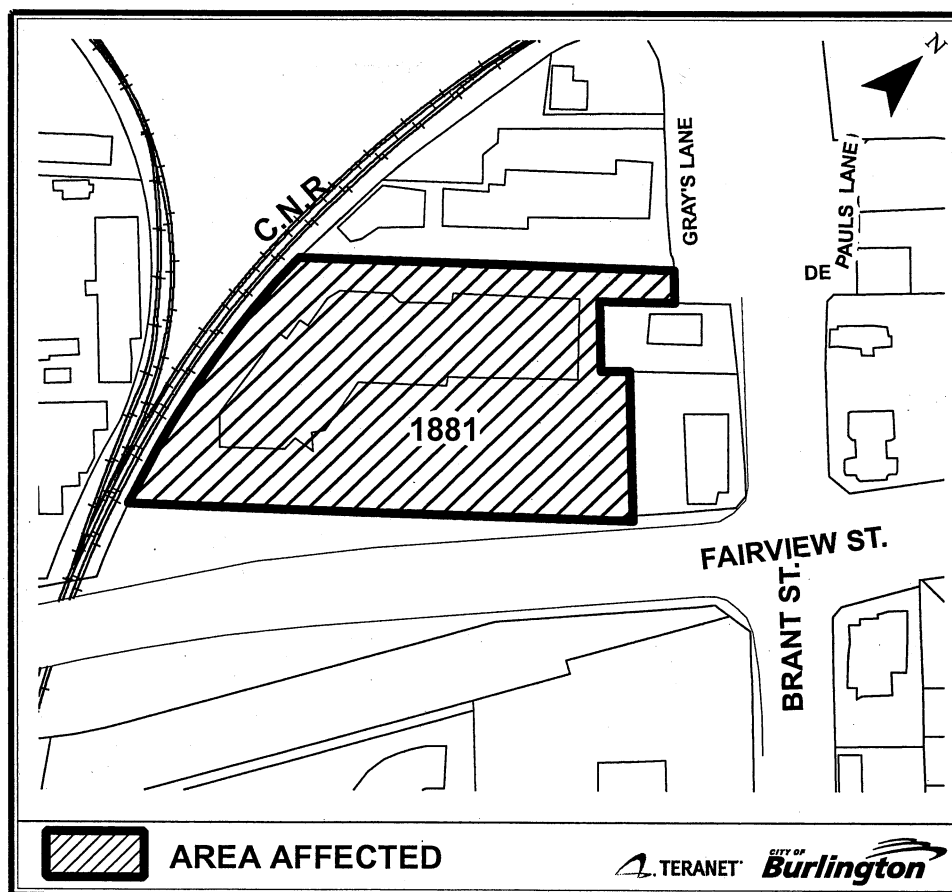 N
GRAY'S LANE
PAULS LANE
DE
C.N.R.
1881
FAIRVIEW ST.
BRANT ST.
AREA AFFECTED
TERANET
CITY OF
Burlington